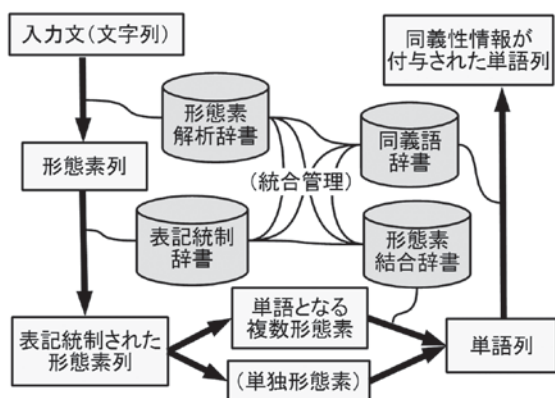 入力文(文字列)
同義性情報が
付与された単語列
形態素
解析辞書
同義語
辞書
形態素列
(統合管理)
表記統制
辞書
形態素
結合辞書
単語となる
複数形態素
表記統制された
形態素列
単語列
(単独形態素)